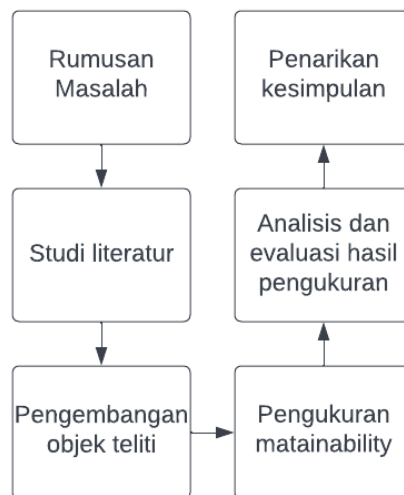 Rumusan
Masalah
Studi literatur
Pengembangan
objek teliti
Pengukuran
matainability
Analisis dan
evaluasi hasil
pengukuran
Penarikan
kesimpulan